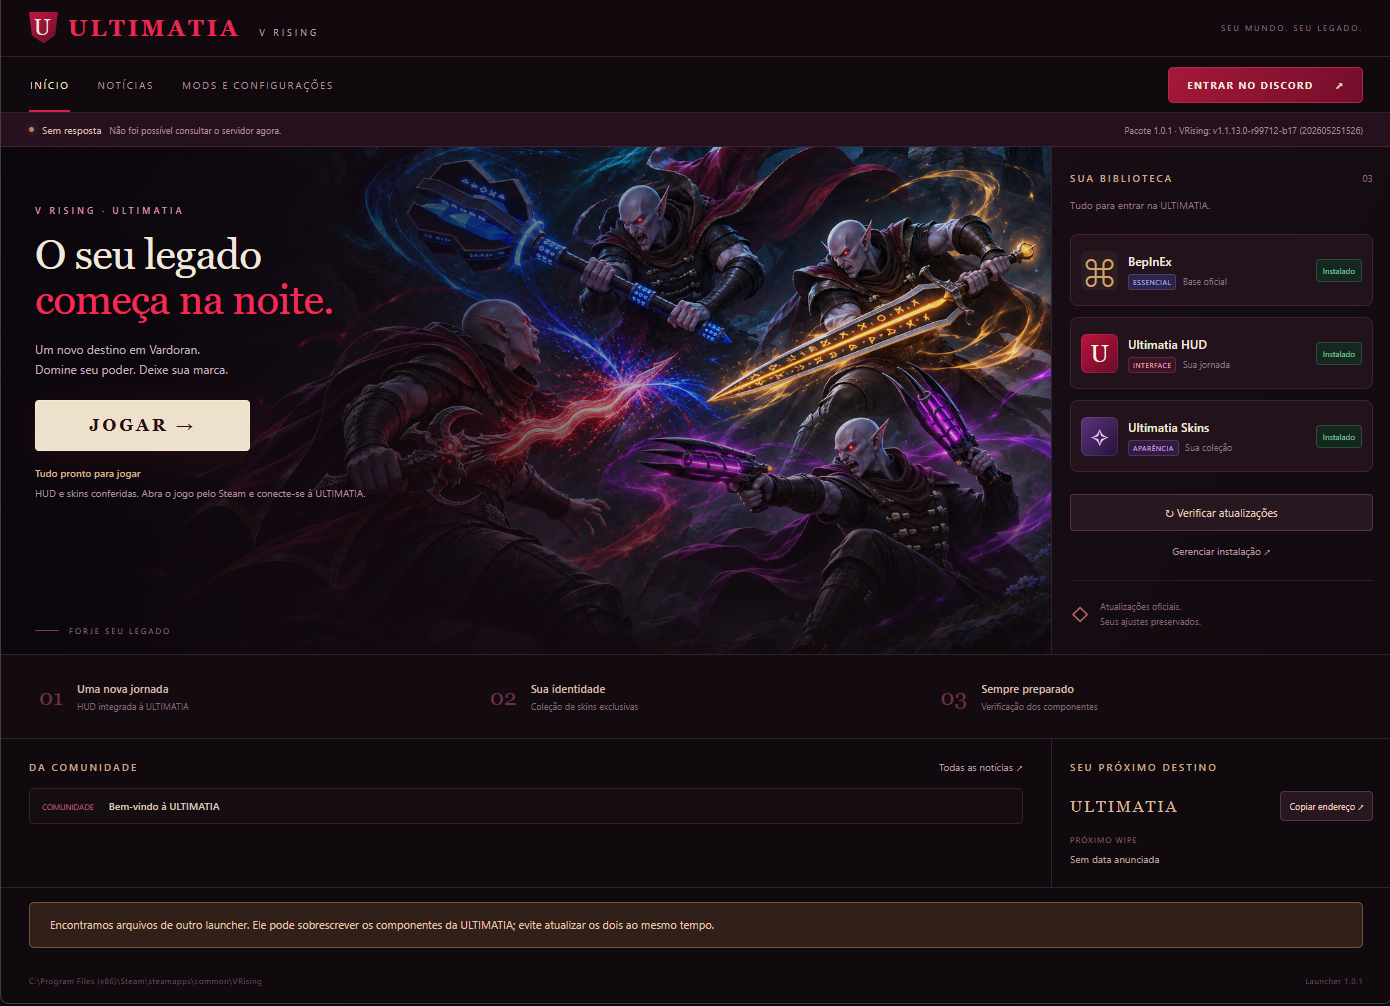 U ULTIMATIA V RISING
SEU MUNDO. SEU LEGADO.
INÍCIO NOTÍCIAS MODS E CONFIGURAÇÕES
ENTRAR NO DISCORD ↗
Sem resposta Não foi possível consultar o servidor agora.
Pacote 1.0.1 · VRising: v1.1.13.0-r99712-b17 (202605251526)
V RISING · ULTIMATIA
O seu legado
começa na noite.
Um novo destino em Vardoran.
Domine seu poder. Deixe sua marca.
JOGAR →
Tudo pronto para jogar
HUD e skins conferidas. Abra o jogo pelo Steam e conecte-se à ULTIMATIA.
FORJE SEU LEGADO
SUA BIBLIOTECA 03
Tudo para entrar na ULTIMATIA.
BepInEx
ESSENCIAL Base oficial
Instalado
U
Ultimatia HUD
INTERFACE Sua jornada
Instalado
Ultimatia Skins
APARÊNCIA Sua coleção
Instalado
↻ Verificar atualizações
Gerenciar instalação ↗
Atualizações oficiais.
Seus ajustes preservados.
01
Uma nova jornada
HUD integrada à ULTIMATIA
02
Sua identidade
Coleção de skins exclusivas
03
Sempre preparado
Verificação dos componentes
DA COMUNIDADE
Todas as notícias ↗
COMUNIDADE Bem-vindo à ULTIMATIA
SEU PRÓXIMO DESTINO
ULTIMATIA
Copiar endereço ↗
PRÓXIMO WIPE
Sem data anunciada
Encontramos arquivos de outro launcher. Ele pode sobrescrever os componentes da ULTIMATIA; evite atualizar os dois ao mesmo tempo.
C:\Program Files (x86)\Steam\steamapps\common\VRising
Launcher 1.0.1